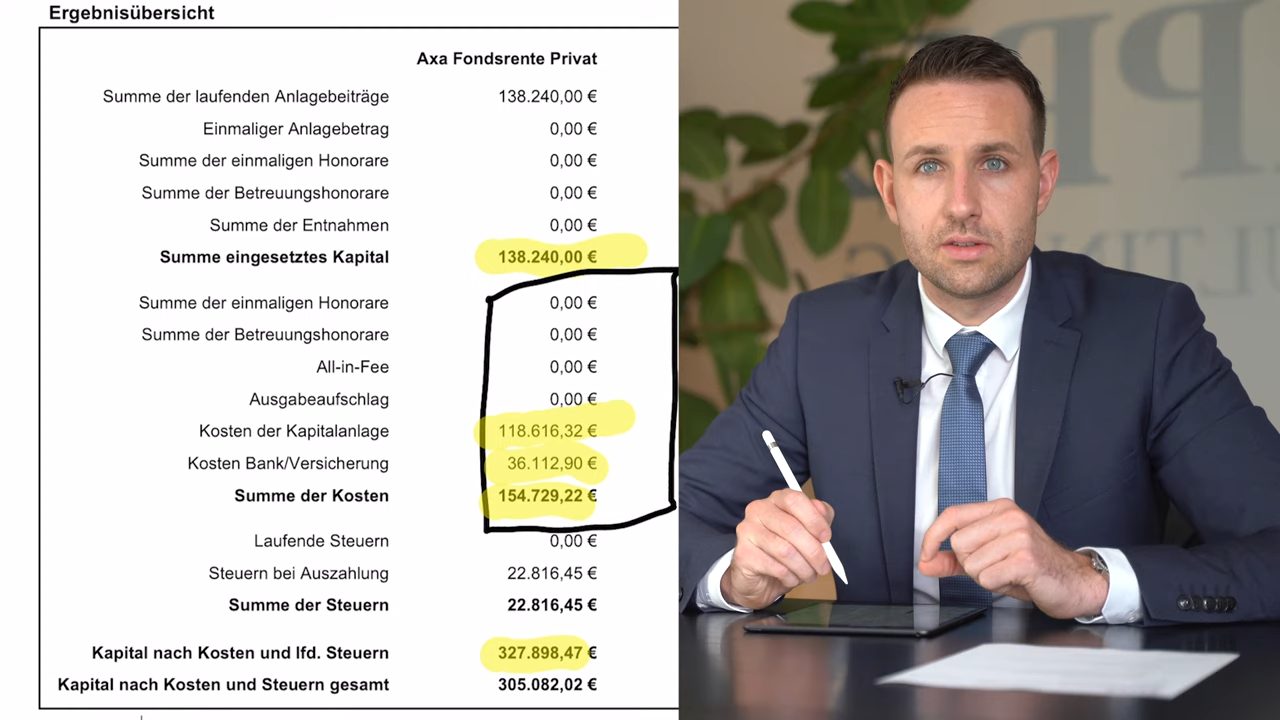 Ergebnisübersicht
Axa Fondsrente Privat
Summe der laufenden Anlagebeiträge 138.240,00 €
Einmaliger Anlagebetrag 0,00 €
Summe der einmaligen Honorare 0,00 €
Summe der Betreuungshonorare 0,00 €
Summe der Entnahmen 0,00 €
Summe eingesetztes Kapital 138.240,00 €
Summe der einmaligen Honorare 0,00 €
Summe der Betreuungshonorare 0,00 €
All-in-Fee 0,00 €
Ausgabeaufschlag 0,00 €
Kosten der Kapitalanlage 118.616,32 €
Kosten Bank/Versicherung 36.112,90 €
Summe der Kosten 154.729,22 €
Laufende Steuern 0,00 €
Steuern bei Auszahlung 22.816,45 €
Summe der Steuern 22.816,45 €
Kapital nach Kosten und lfd. Steuern 327.898,47 €
Kapital nach Kosten und Steuern gesamt 305.082,02 €